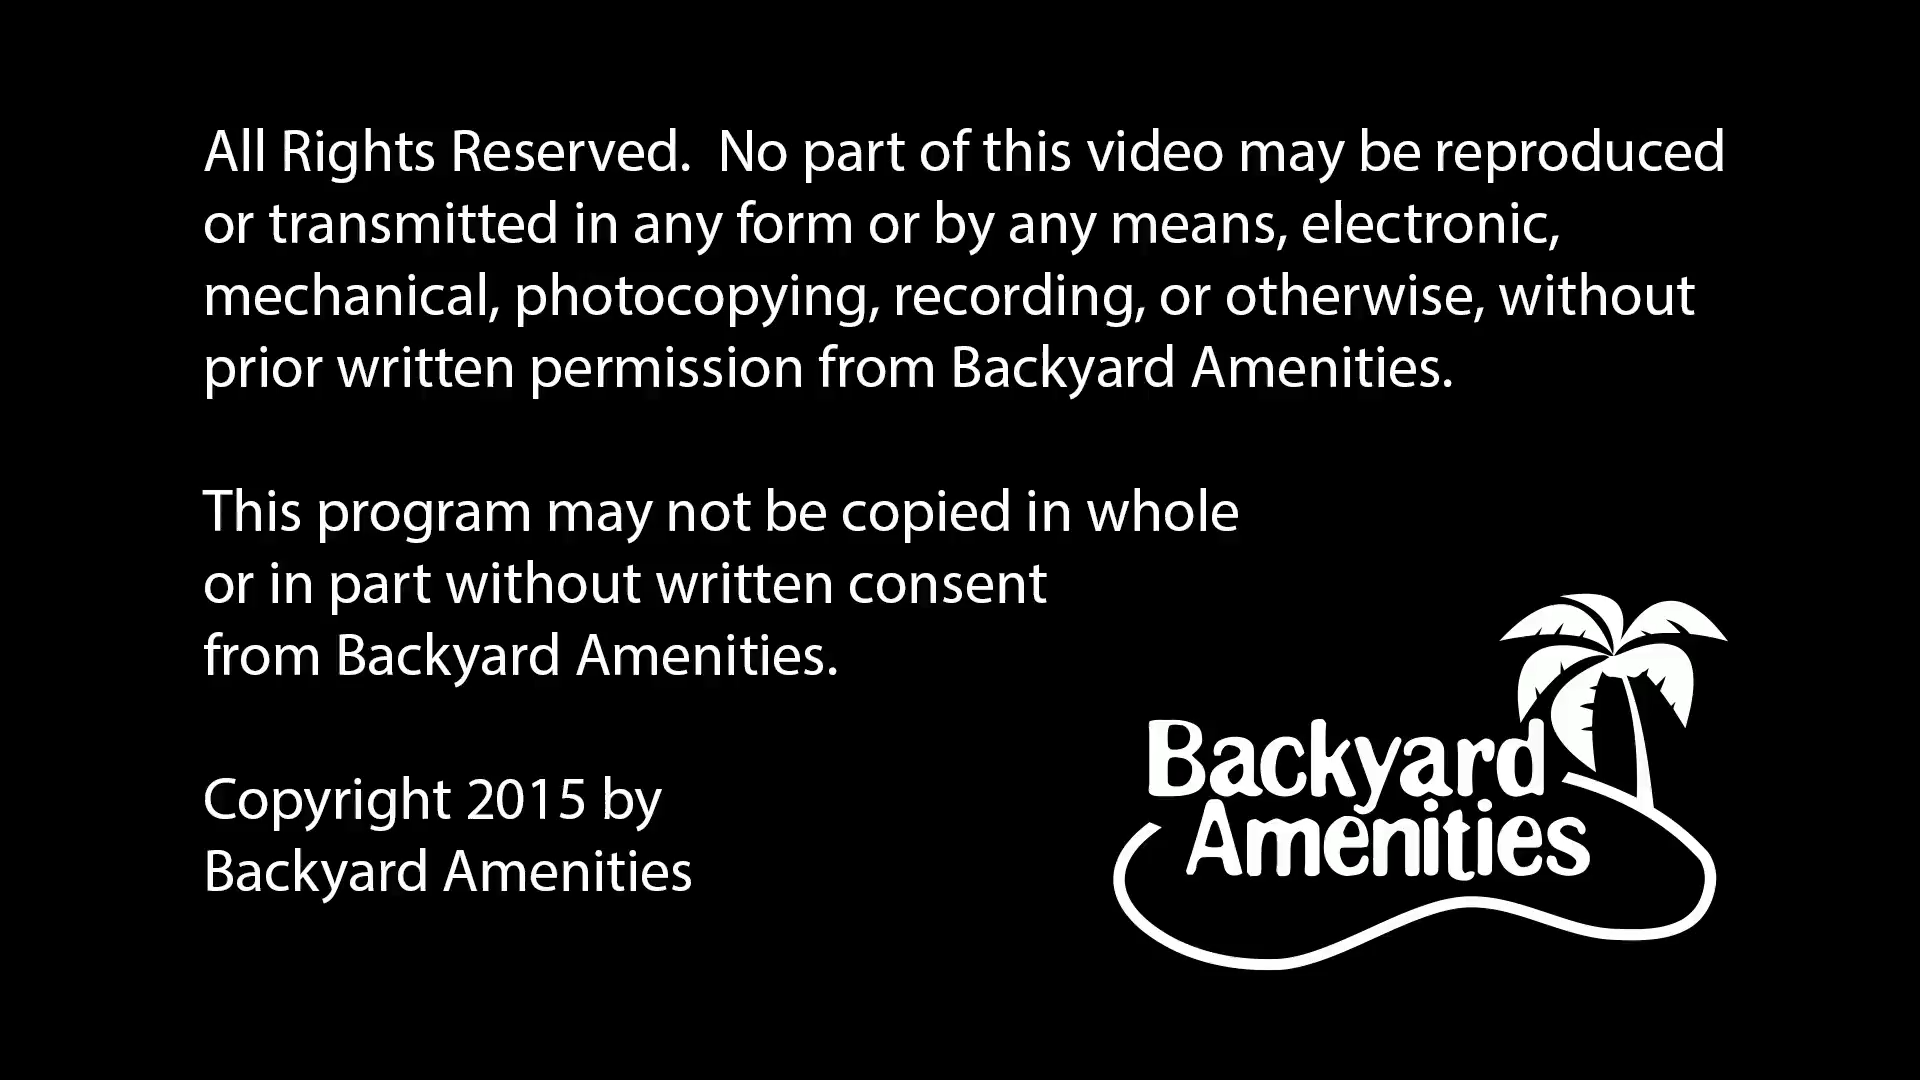 All Rights Reserved.  No part of this video may be reproduced
or transmitted in any form or by any means, electronic,
mechanical, photocopying, recording, or otherwise, without
prior written permission from Backyard Amenities.
This program may not be copied in whole
or in part without written consent
from Backyard Amenities.
Copyright 2015 by
Backyard Amenities
Backyard
Amenities